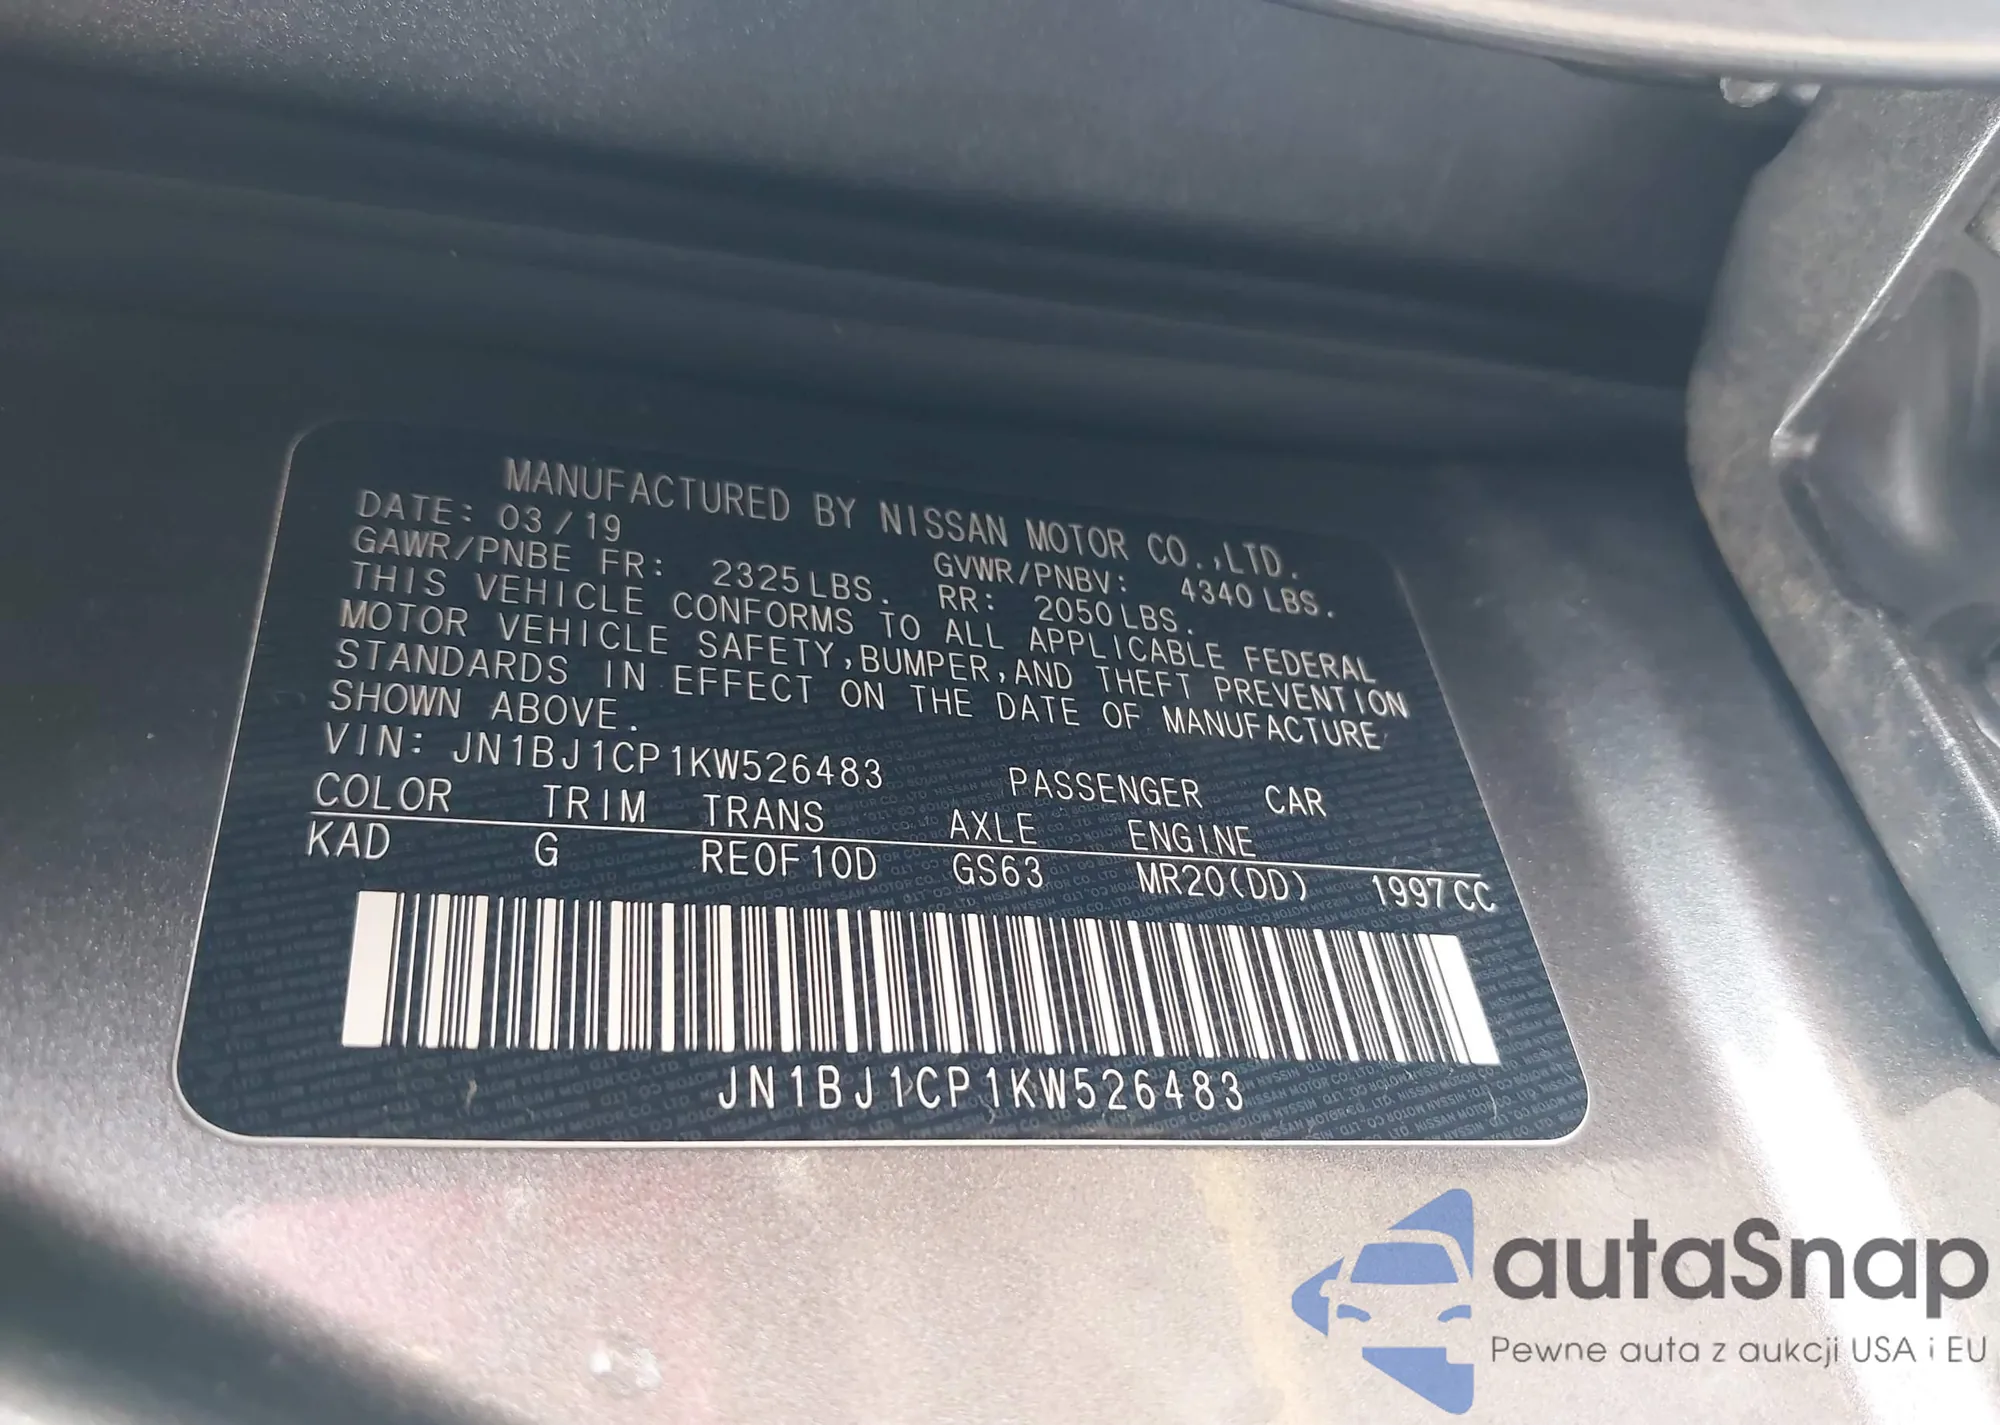 MANUFACTURED BY NISSAN MOTOR CO.,LTD.
DATE: 03/19 GVWR/PNBV: 4340 LBS.
GAWR/PNBE FR: 2325 LBS. RR: 2050 LBS.
THIS VEHICLE CONFORMS TO ALL APPLICABLE FEDERAL
MOTOR VEHICLE SAFETY,BUMPER,AND THEFT PREVENTION
STANDARDS IN EFFECT ON THE DATE OF MANUFACTURE
SHOWN ABOVE.
VIN: JN1BJ1CP1KW526483 PASSENGER CAR
COLOR TRIM TRANS AXLE ENGINE
KAD G RE0F10D GS63 MR20(DD) 1997CC
JN1BJ1CP1KW526483
autaSnap
Pewne auta z aukcji USA i EU